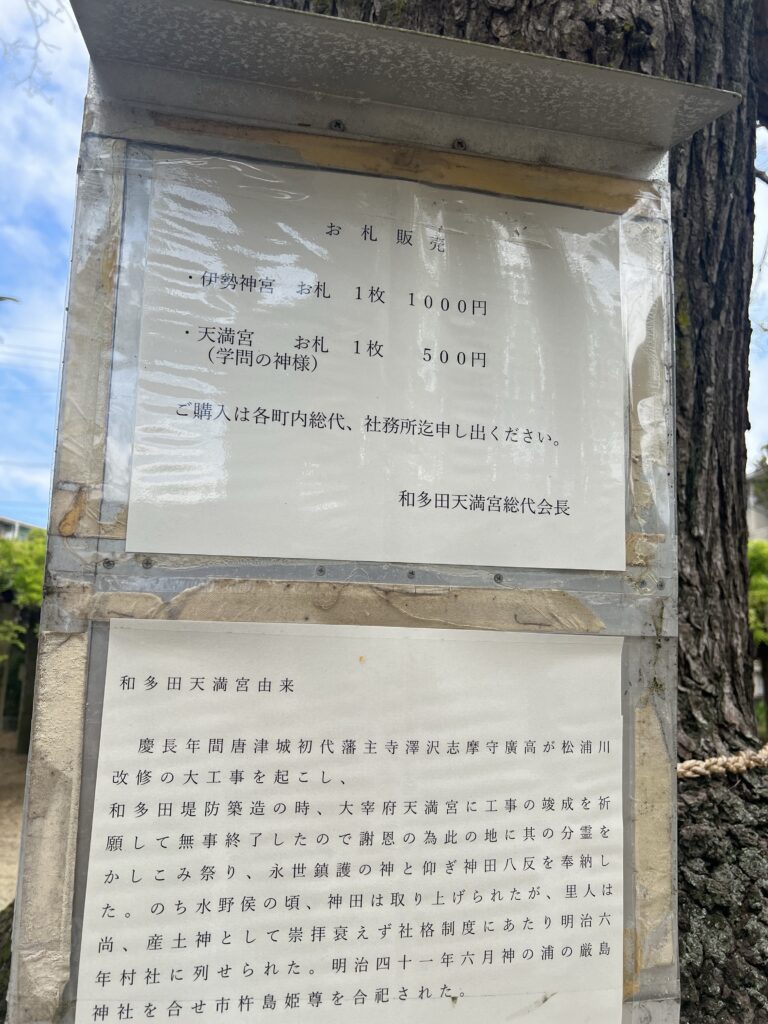 お札販売
・伊勢神宮　お札　1枚　1000円
・天満宮　　お札　1枚　　500円
（学問の神様）
ご購入は各町内総代、社務所迄申し出ください。
和多田天満宮総代会長
和多田天満宮由来
慶長年間唐津城初代藩主寺澤沢志摩守廣高が松浦川
改修の大工事を起こし、
和多田堤防築造の時、大宰府天満宮に工事の竣成を祈
願して無事終了したので謝恩の為此の地に其の分霊を
かしこみ祭り、永世鎮護の神と仰ぎ神田八反を奉納し
た。のち水野侯の頃、神田は取り上げられたが、里人は
尚、産土神として崇拝衰えず社格制度にあたり明治六
年村社に列せられた。明治四十一年六月神の浦の厳島
神社を合せ市杵島姫尊を合祀された。